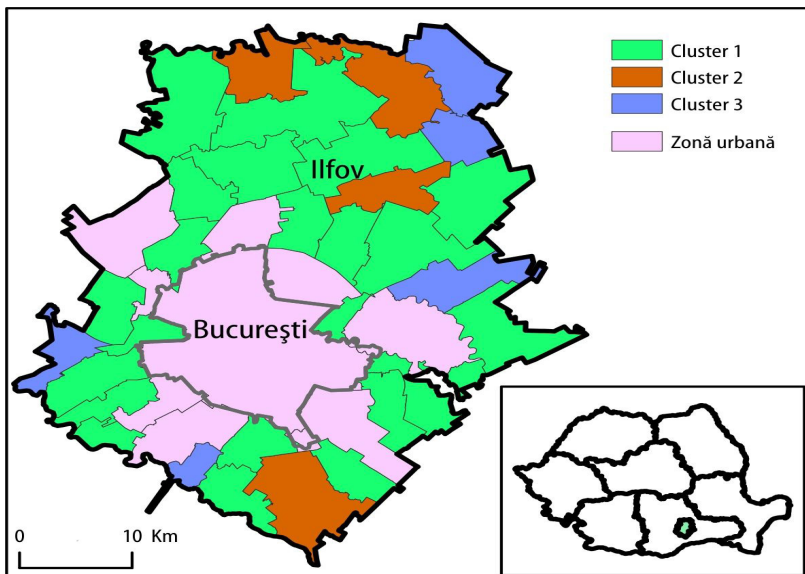 Cluster 1
Cluster 2
Cluster 3
Zonă urbană
Ilfov
Bucureşti
0 10 Km